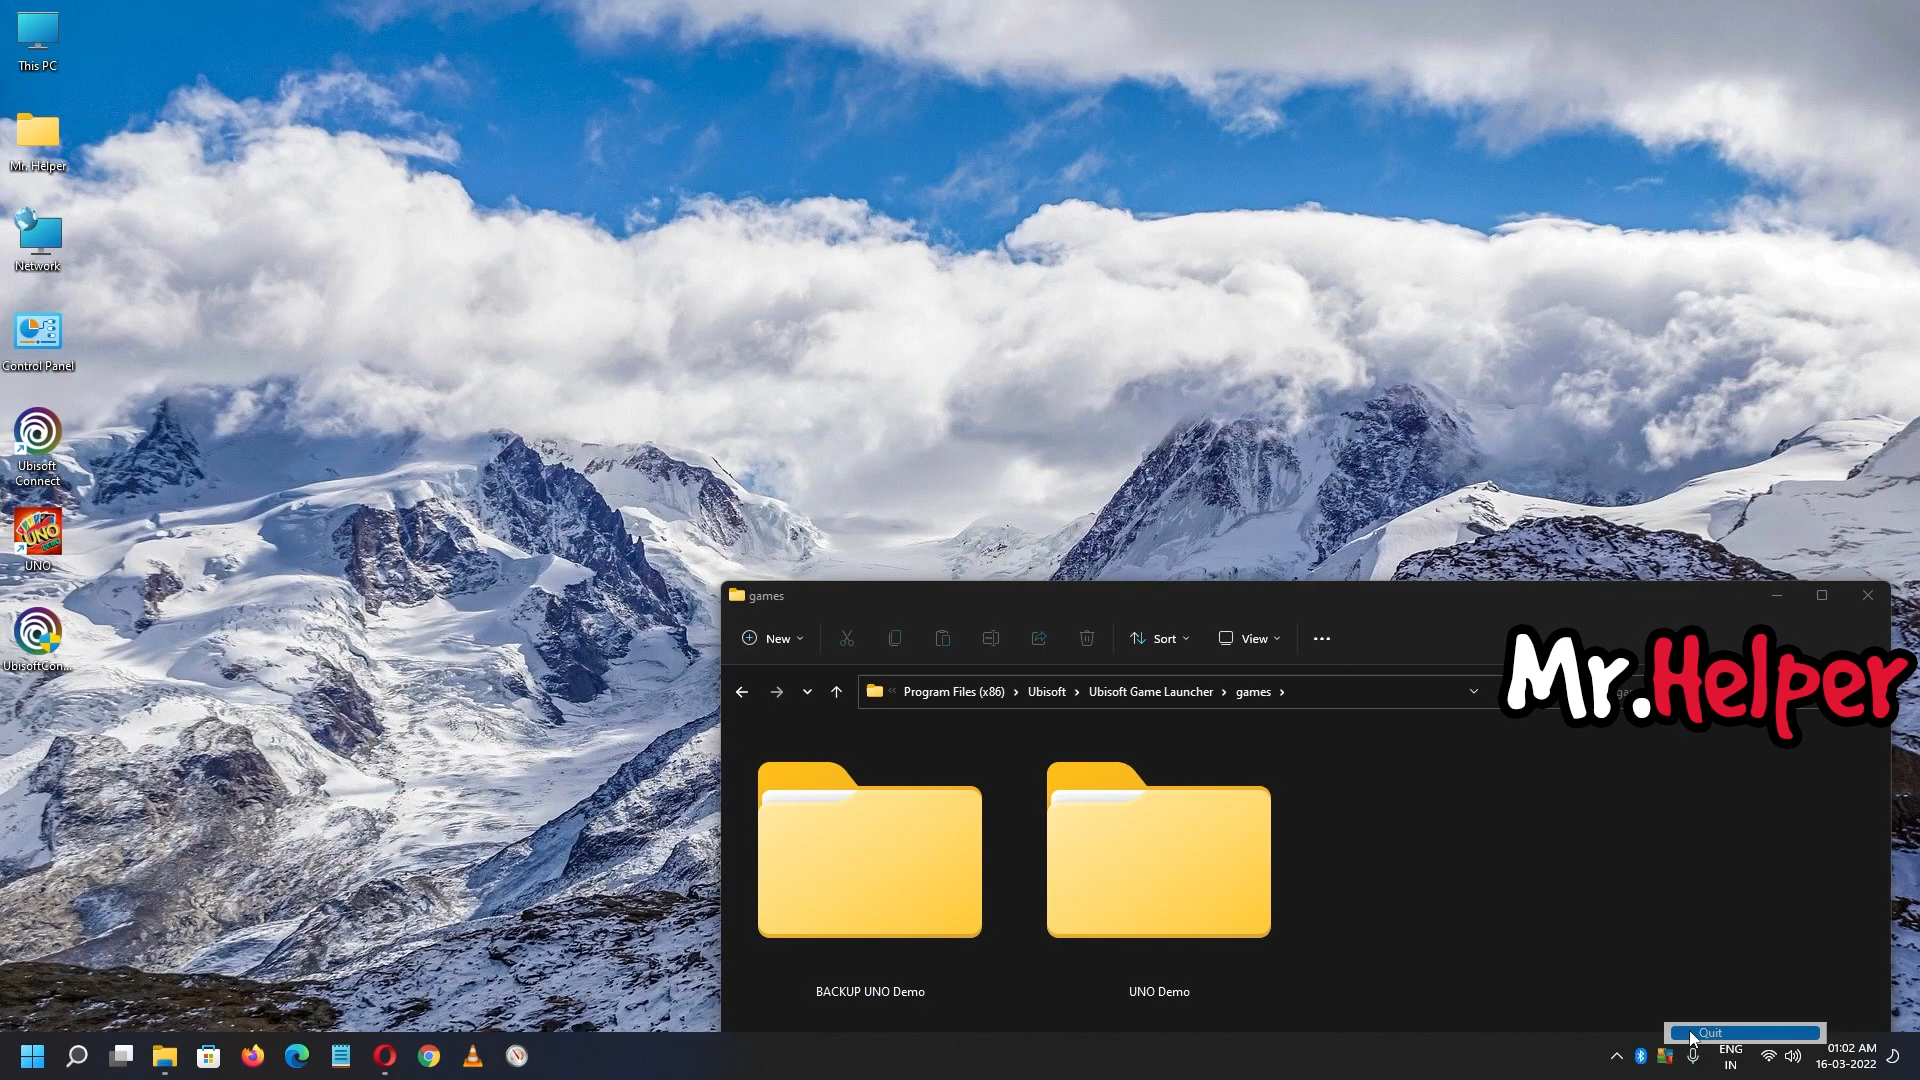 This PC
Mr. Helper
Network
Control Panel
Ubisoft
Connect
UNO
UNO
UbisoftCon...
games
New
Sort
View
Program Files (x86)
Ubisoft
Ubisoft Game Launcher
games
Mr.Helper
BACKUP UNO Demo
UNO Demo
Quit
ENG
IN
01:02 AM
16-03-2022